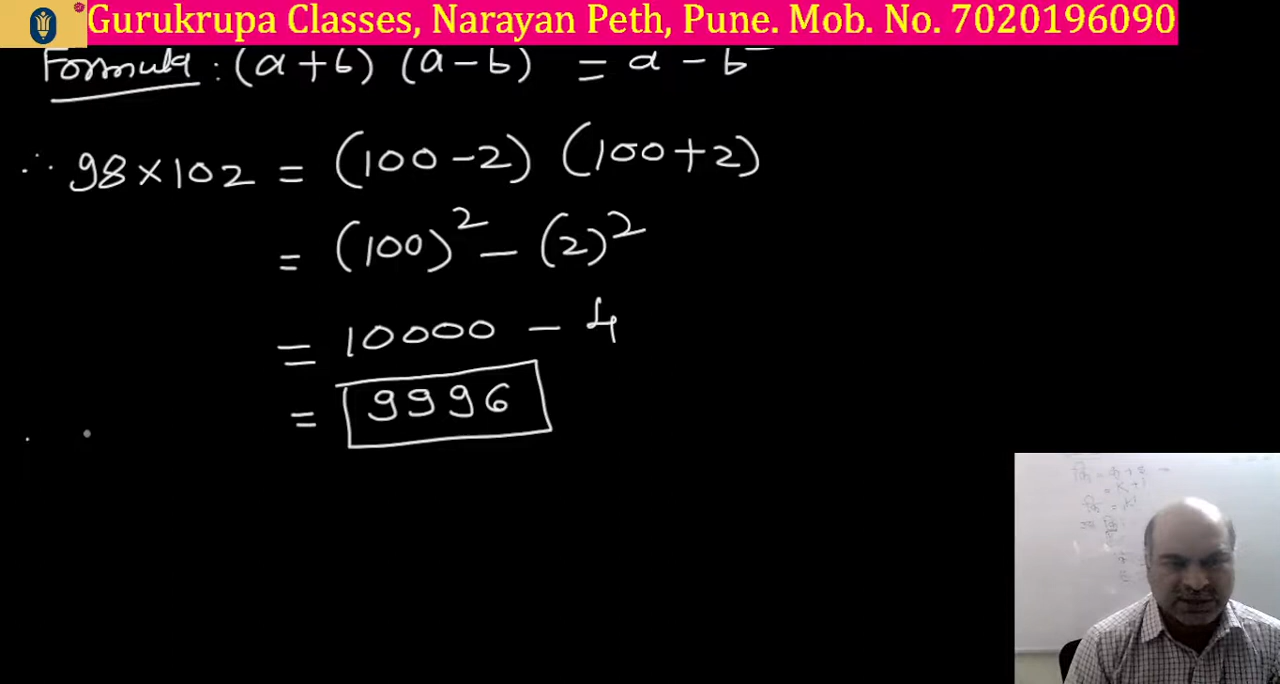 Gurukrupa Classes, Narayan Peth, Pune. Mob. No. 7020196090
Formula : (a+b) (a-b) = a - b
∴ 98×102 = (100-2) (100+2)
= (100)² - (2)²
= 10000 - 4
= 9996